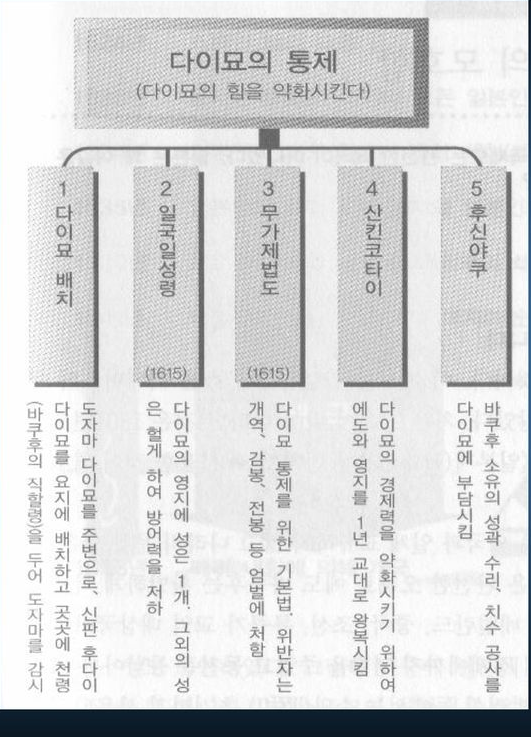 다이묘의 통제
(다이묘의 힘을 약화시킨다)
1 다이묘 배치
도자마 다이묘를 주변으로, 신판 후다이
다이묘를 요지에 배치하고 곳곳에 천령
(바쿠후의 직할령)을 두어 도자마를 감시
2 일국일성령
(1615)
다이묘의 영지에 성은 1개. 그외의 성
은 헐게 하여 방어력을 저하
3 무가제법도
(1615)
다이묘 통제를 위한 기본법. 위반자는
개역, 감봉, 전봉 등 엄벌에 처함
4 산킨코타이
다이묘의 경제력을 약화시키기 위하여
에도와 영지를 1년 교대로 왕복시킴
5 후신야쿠
바쿠후 소유의 성곽 수리, 치수 공사를
다이묘에 부담시킴